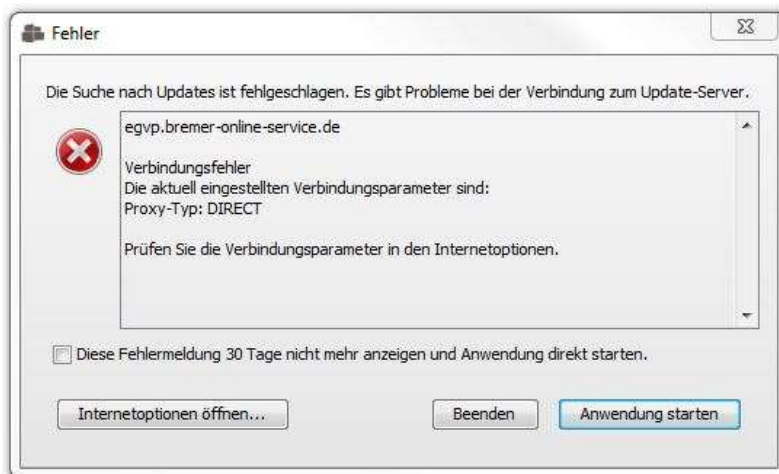 Fehler
Die Suche nach Updates ist fehlgeschlagen. Es gibt Probleme bei der Verbindung zum Update-Server.
egvp.bremer-online-service.de
Verbindungsfehler
Die aktuell eingestellten Verbindungsparameter sind:
Proxy-Typ: DIRECT
Prüfen Sie die Verbindungsparameter in den Internetoptionen.
Diese Fehlermeldung 30 Tage nicht mehr anzeigen und Anwendung direkt starten.
Internetoptionen öffnen...
Beenden
Anwendung starten